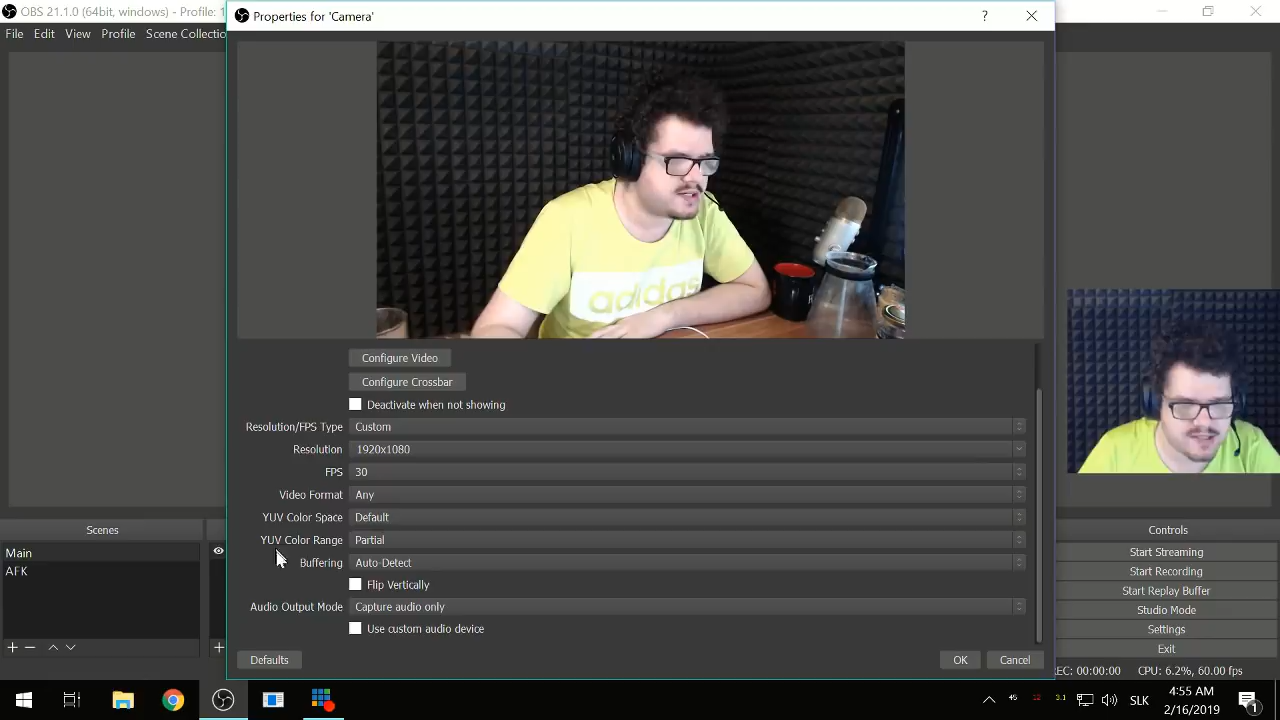 OBS 21.1.0 (64bit, windows) - Profile: 1
Properties for 'Camera'
?
File Edit View Profile Scene Collectio
adidas
Configure Video
Configure Crossbar
Deactivate when not showing
Resolution/FPS Type Custom
Resolution 1920x1080
FPS 30
Video Format Any
YUV Color Space Default
YUV Color Range Partial
Buffering Auto-Detect
Flip Vertically
Audio Output Mode Capture audio only
Use custom audio device
Defaults OK Cancel
Scenes
Main
AFK
Controls
Start Streaming
Start Recording
Start Replay Buffer
Studio Mode
Settings
Exit
REC: 00:00:00 CPU: 6.2%, 60.00 fps
SLK
4:55 AM
2/16/2019
1